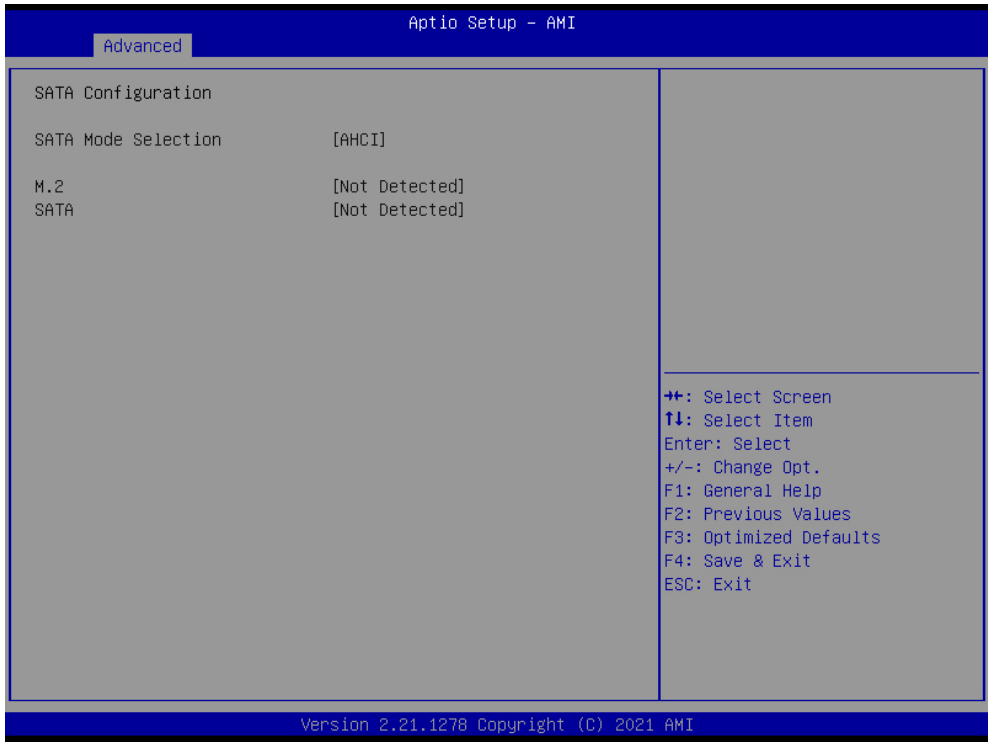 Aptio Setup – AMI
Advanced
SATA Configuration
SATA Mode Selection [AHCI]
M.2 [Not Detected]
SATA [Not Detected]
→←: Select Screen
↑↓: Select Item
Enter: Select
+/-: Change Opt.
F1: General Help
F2: Previous Values
F3: Optimized Defaults
F4: Save & Exit
ESC: Exit
Version 2.21.1278 Copyright (C) 2021 AMI